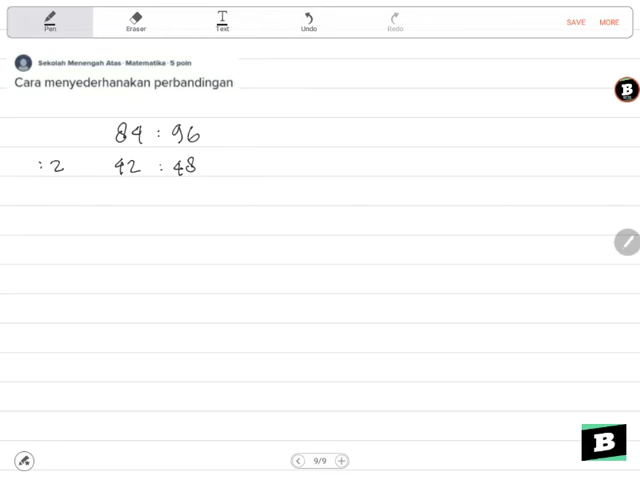 Pen Eraser Text Undo Redo SAVE MORE
Sekolah Menengah Atas · Matematika · 5 poin
Cara menyederhanakan perbandingan
B
84 : 96
: 2 42 : 48
B
9/9